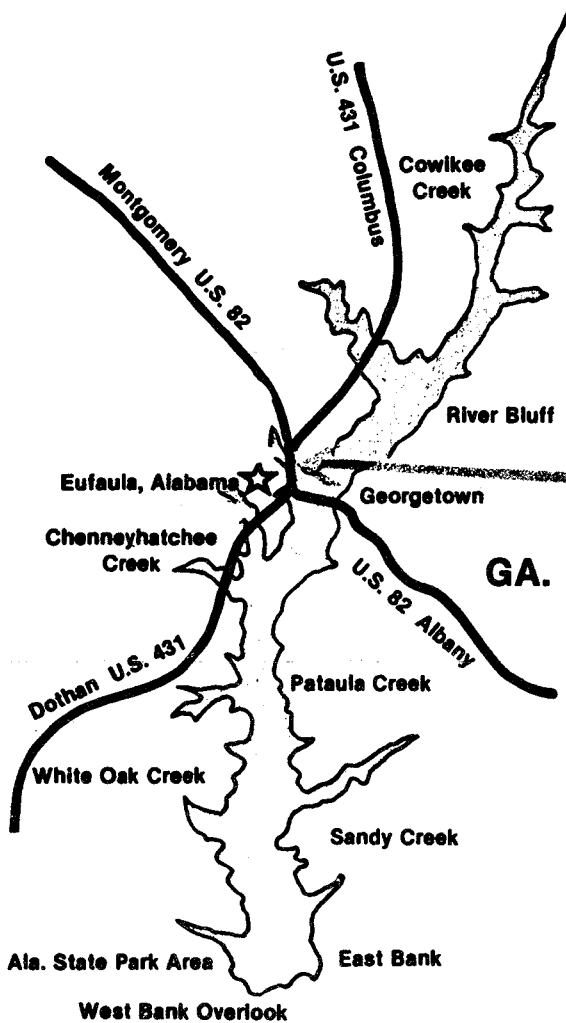 U.S. 431 Columbus
Cowikee
Creek
Montgomery U.S. 82
River Bluff
A
Eufaula, Alabama
Georgetown
Chenneyhatchee
Creek
GA.
U.S. 82 Albany
Dothan U.S. 431
Pataula Creek
White Oak Creek
Sandy Creek
Ala. State Park Area
East Bank
West Bank Overlook